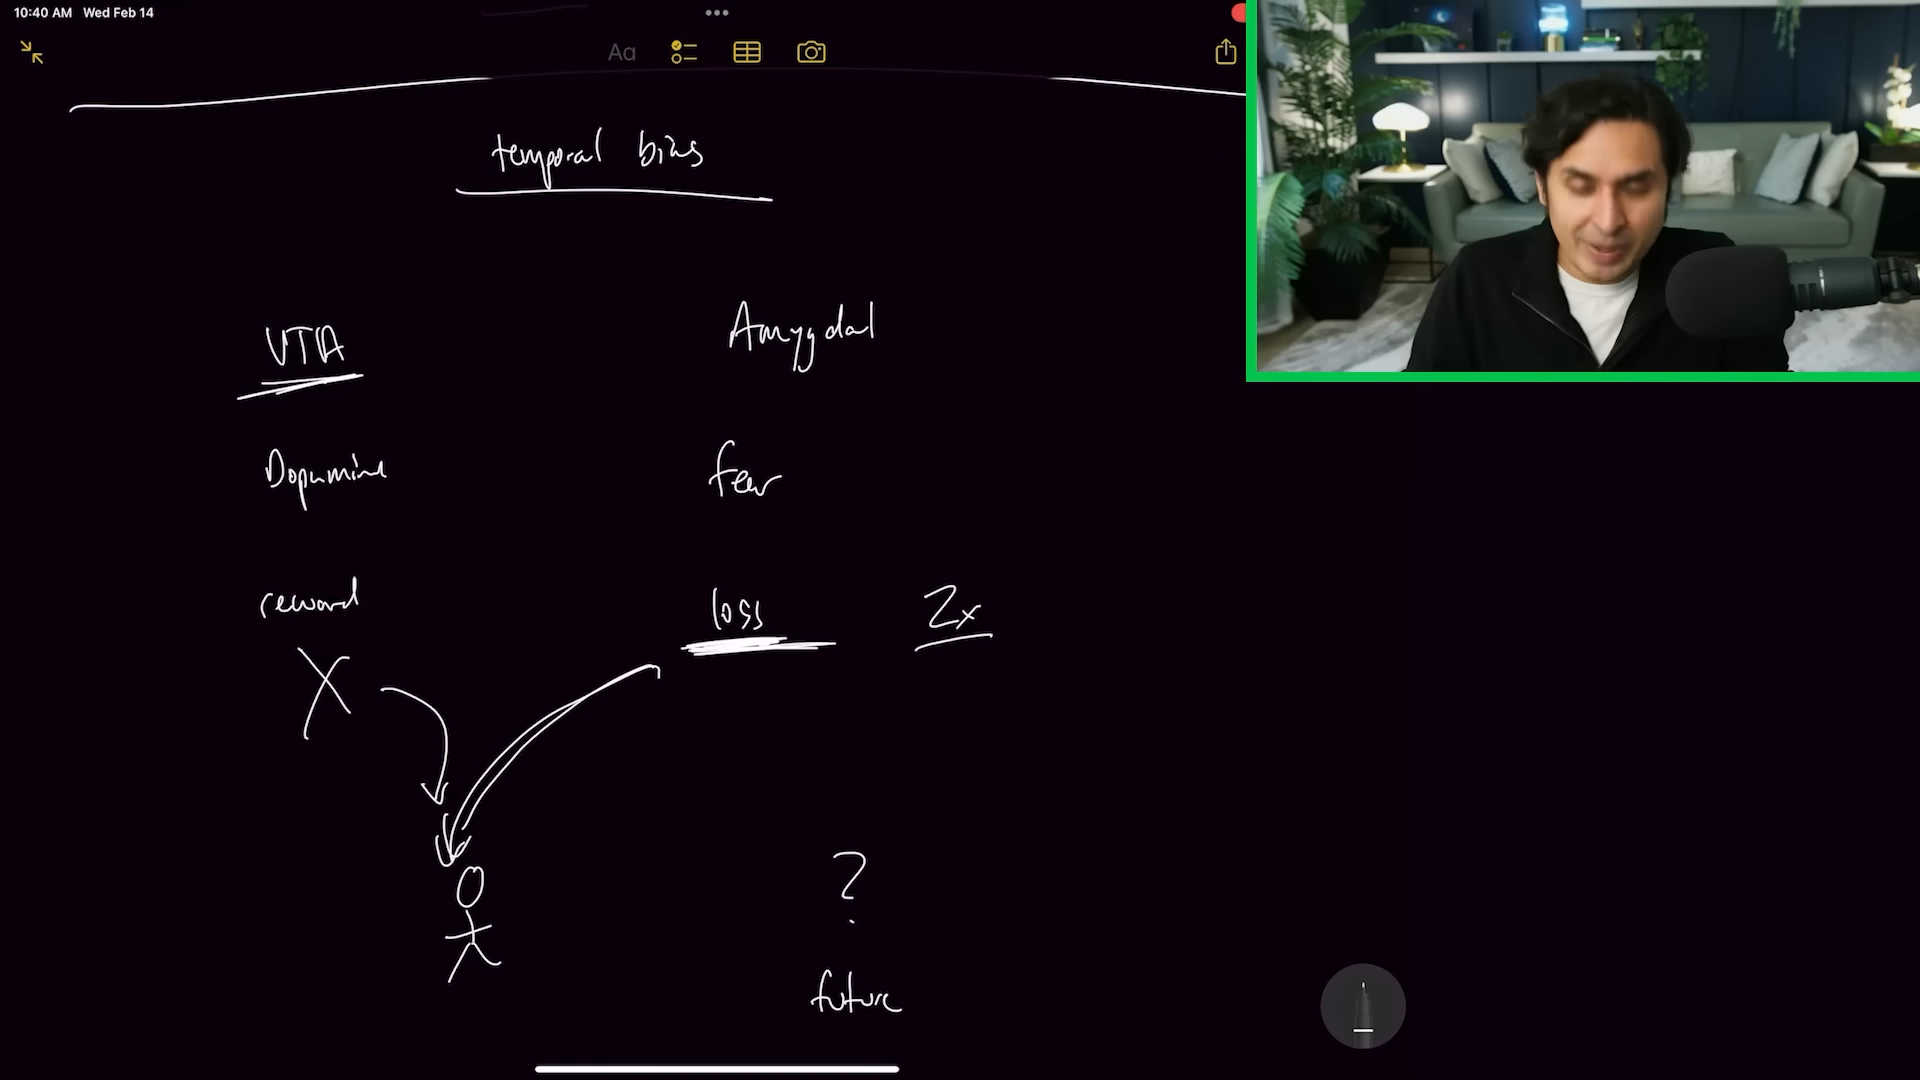 10:40 AM Wed Feb 14
Aa
temporal bias
VTA Amygdal
Dopamine fear
reward loss 2x
X
?
future